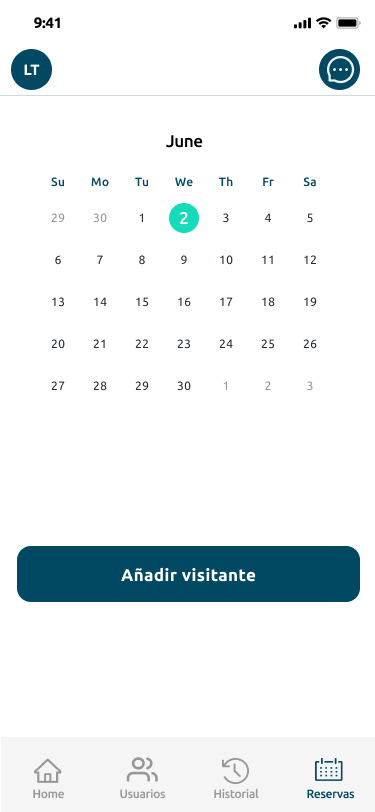 9:41
LT
June
Su Mo Tu We Th Fr Sa
29 30 1 2 3 4 5
6 7 8 9 10 11 12
13 14 15 16 17 18 19
20 21 22 23 24 25 26
27 28 29 30 1 2 3
Añadir visitante
Home Usuarios Historial Reservas